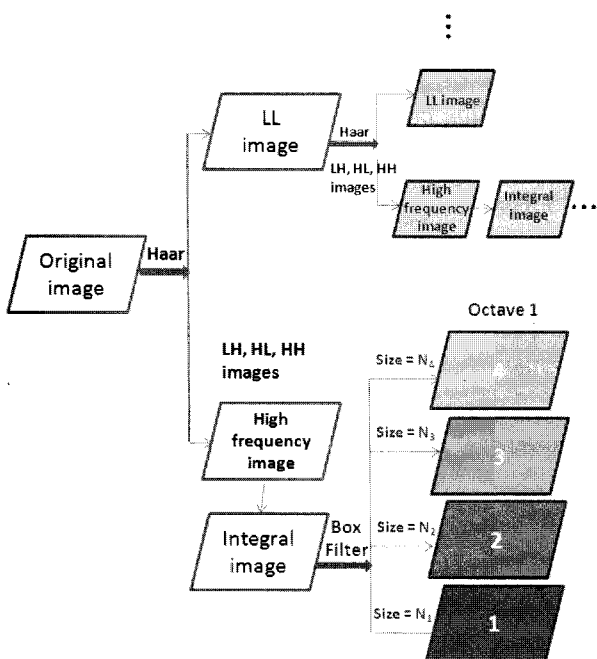 LL
image
Haar
LL image
LH, HL, HH
images
High
frequency
image
Integral
image
Original
image
Haar
LH, HL, HH
images
High
frequency
image
Integral
image
Box
Filter
Octave 1
Size = N₄
4
Size = N₃
3
Size = N₂
2
Size = N₁
1